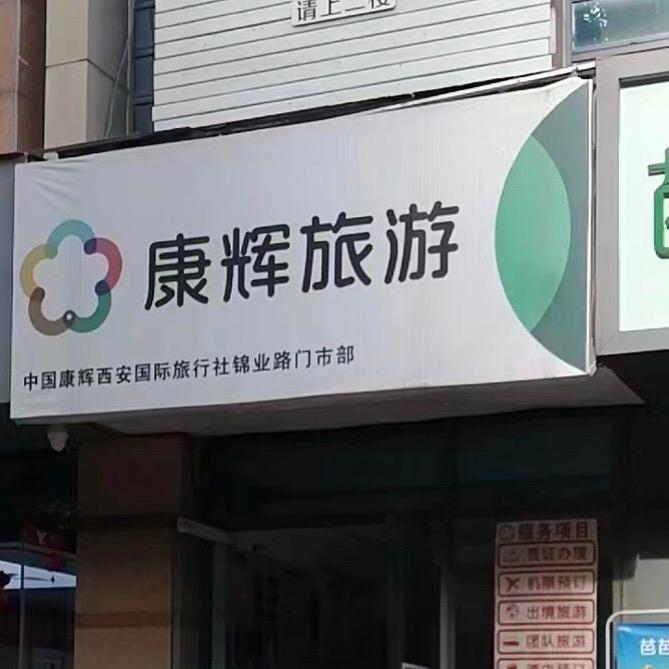 请上二楼
康辉旅游
中国康辉西安国际旅行社锦业路门市部
服务项目
签证办理
机票预订
出境旅游
团队旅游
芭芭